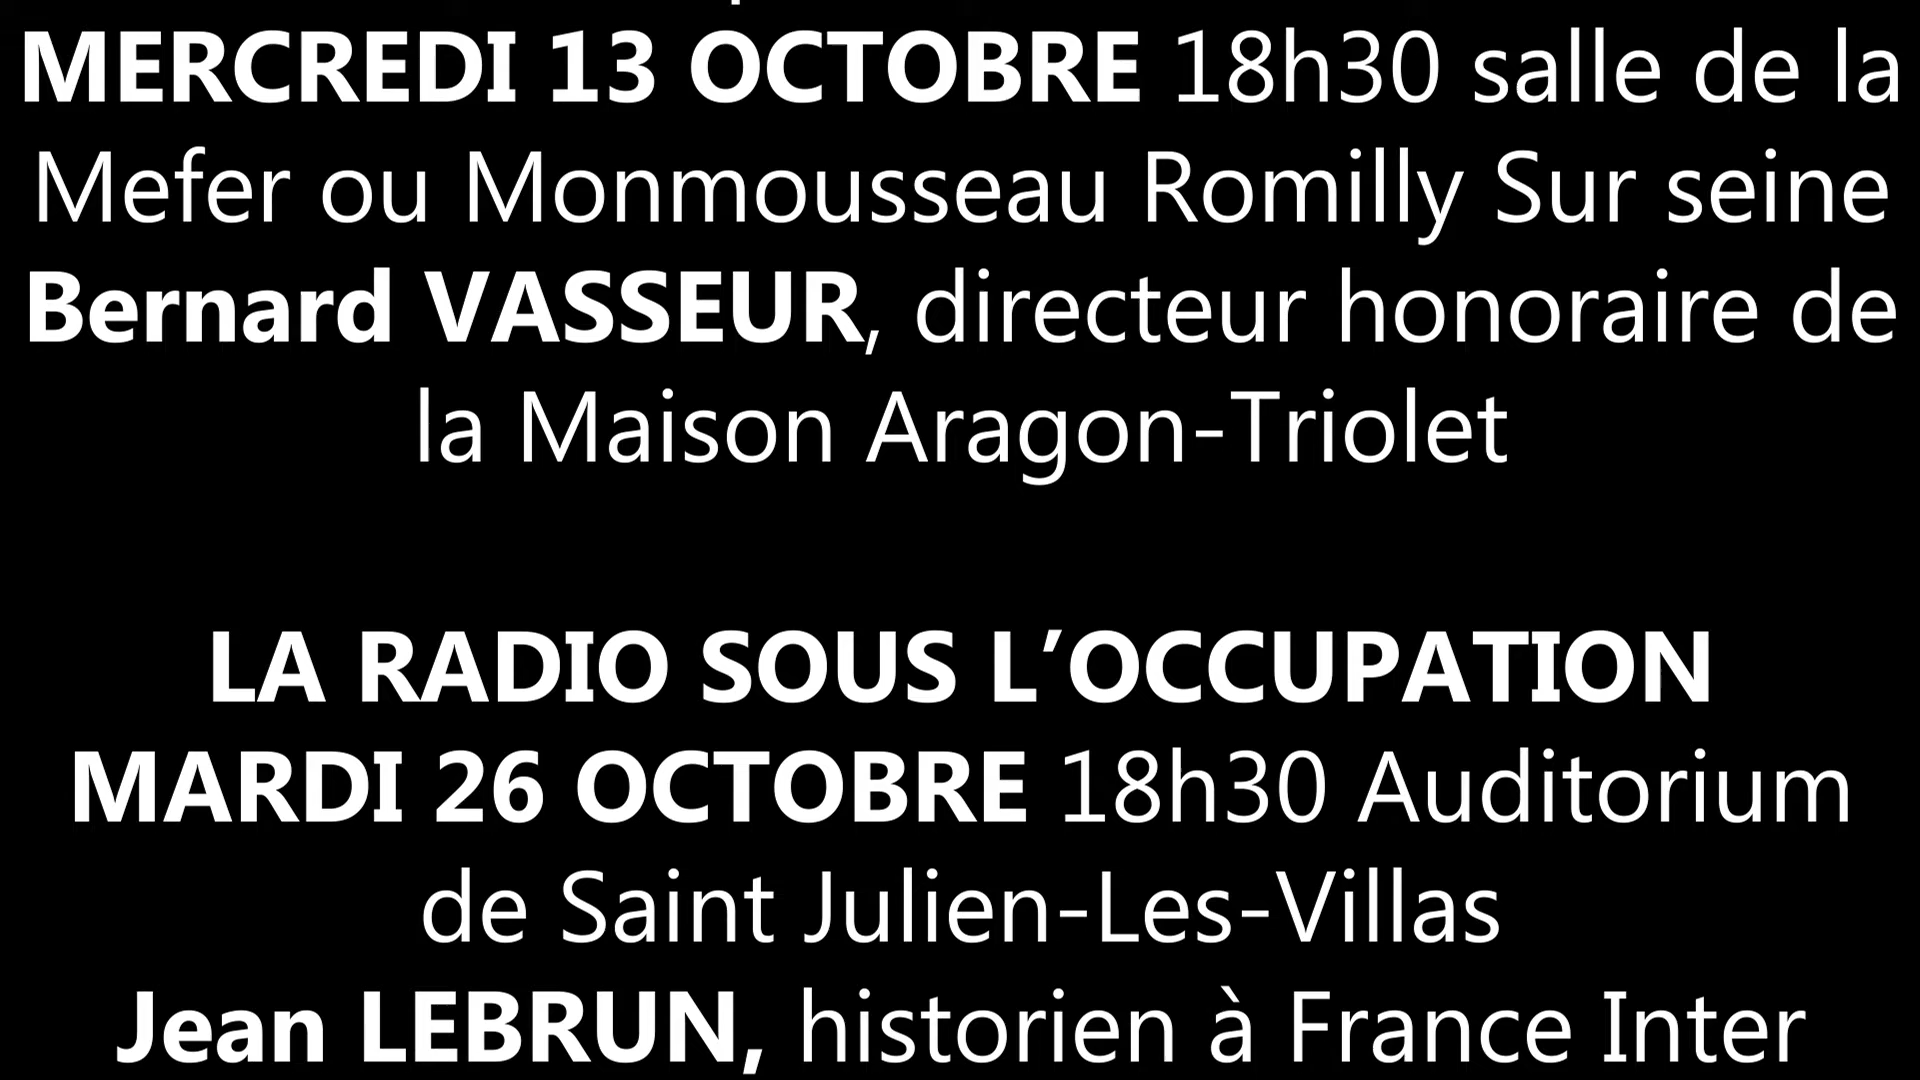 MERCREDI 13 OCTOBRE 18h30 salle de la
Mefer ou Monmousseau Romilly Sur seine
Bernard VASSEUR, directeur honoraire de
la Maison Aragon-Triolet
LA RADIO SOUS L’OCCUPATION
MARDI 26 OCTOBRE 18h30 Auditorium
de Saint Julien-Les-Villas
Jean LEBRUN, historien à France Inter